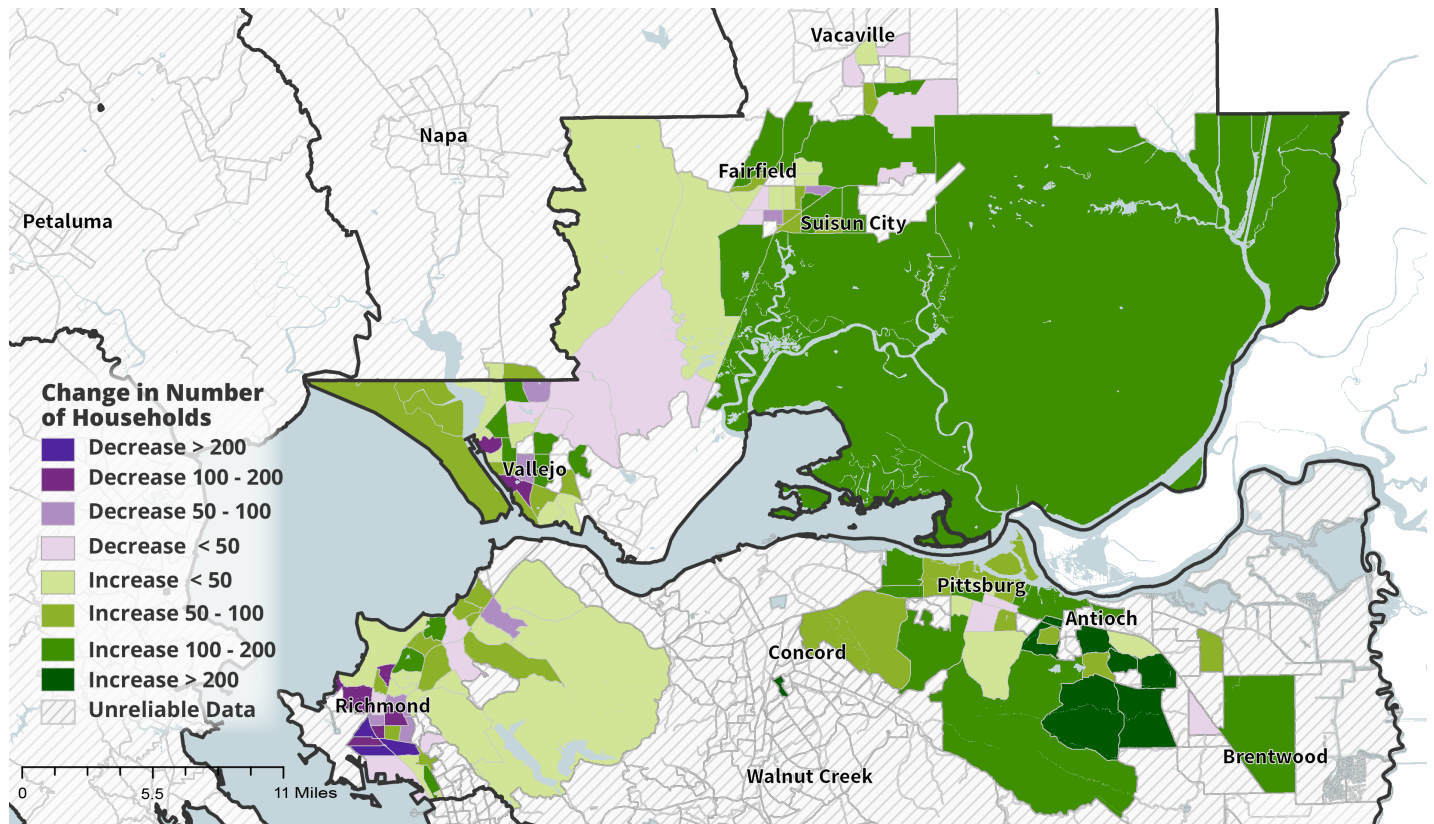 Vacaville
Napa
Fairfield
Petaluma
Suisun City
Change in Number
of Households
Decrease > 200
Decrease 100 - 200
Decrease 50 - 100
Decrease < 50
Increase < 50
Increase 50 - 100
Increase 100 - 200
Increase > 200
Unreliable Data
Vallejo
Pittsburg
Antioch
Concord
Richmond
Brentwood
Walnut Creek
0 5.5 11 Miles